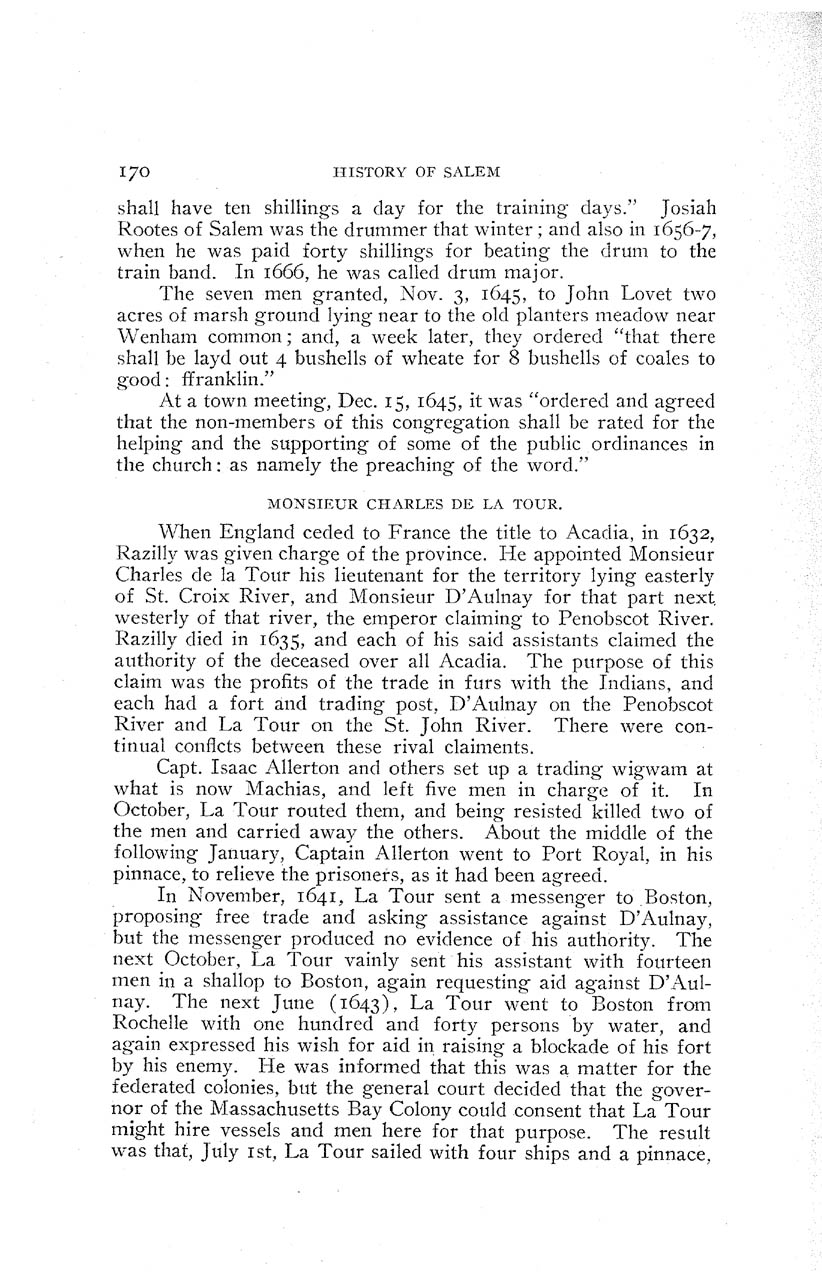 170 HISTORY OF SALEM
shall have ten shillings a day for the training days.” Josiah
Rootes of Salem was the drummer that winter; and also in 1656-7,
when he was paid forty shillings for beating the drum to the
train band. In 1666, he was called drum major.
The seven men granted, Nov. 3, 1645, to John Lovet two
acres of marsh ground lying near to the old planters meadow near
Wenham common; and, a week later, they ordered “that there
shall be layd out 4 bushells of wheate for 8 bushells of coales to
good: ffranklin.”
At a town meeting, Dec. 15, 1645, it was “ordered and agreed
that the non-members of this congregation shall be rated for the
helping and the supporting of some of the public ordinances in
the church: as namely the preaching of the word.”
MONSIEUR CHARLES DE LA TOUR.
When England ceded to France the title to Acadia, in 1632,
Razilly was given charge of the province. He appointed Monsieur
Charles de la Tour his lieutenant for the territory lying easterly
of St. Croix River, and Monsieur D’Aulnay for that part next
westerly of that river, the emperor claiming to Penobscot River.
Razilly died in 1635, and each of his said assistants claimed the
authority of the deceased over all Acadia. The purpose of this
claim was the profits of the trade in furs with the Indians, and
each had a fort and trading post, D’Aulnay on the Penobscot
River and La Tour on the St. John River. There were con-
tinual conflcts between these rival claiments.
Capt. Isaac Allerton and others set up a trading wigwam at
what is now Machias, and left five men in charge of it. In
October, La Tour routed them, and being resisted killed two of
the men and carried away the others. About the middle of the
following January, Captain Allerton went to Port Royal, in his
pinnace, to relieve the prisoners, as it had been agreed.
In November, 1641, La Tour sent a messenger to Boston,
proposing free trade and asking assistance against D’Aulnay,
but the messenger produced no evidence of his authority. The
next October, La Tour vainly sent his assistant with fourteen
men in a shallop to Boston, again requesting aid against D’Aul-
nay. The next June (1643), La Tour went to Boston from
Rochelle with one hundred and forty persons by water, and
again expressed his wish for aid in raising a blockade of his fort
by his enemy. He was informed that this was a matter for the
federated colonies, but the general court decided that the gover-
nor of the Massachusetts Bay Colony could consent that La Tour
might hire vessels and men here for that purpose. The result
was that, July 1st, La Tour sailed with four ships and a pinnace,